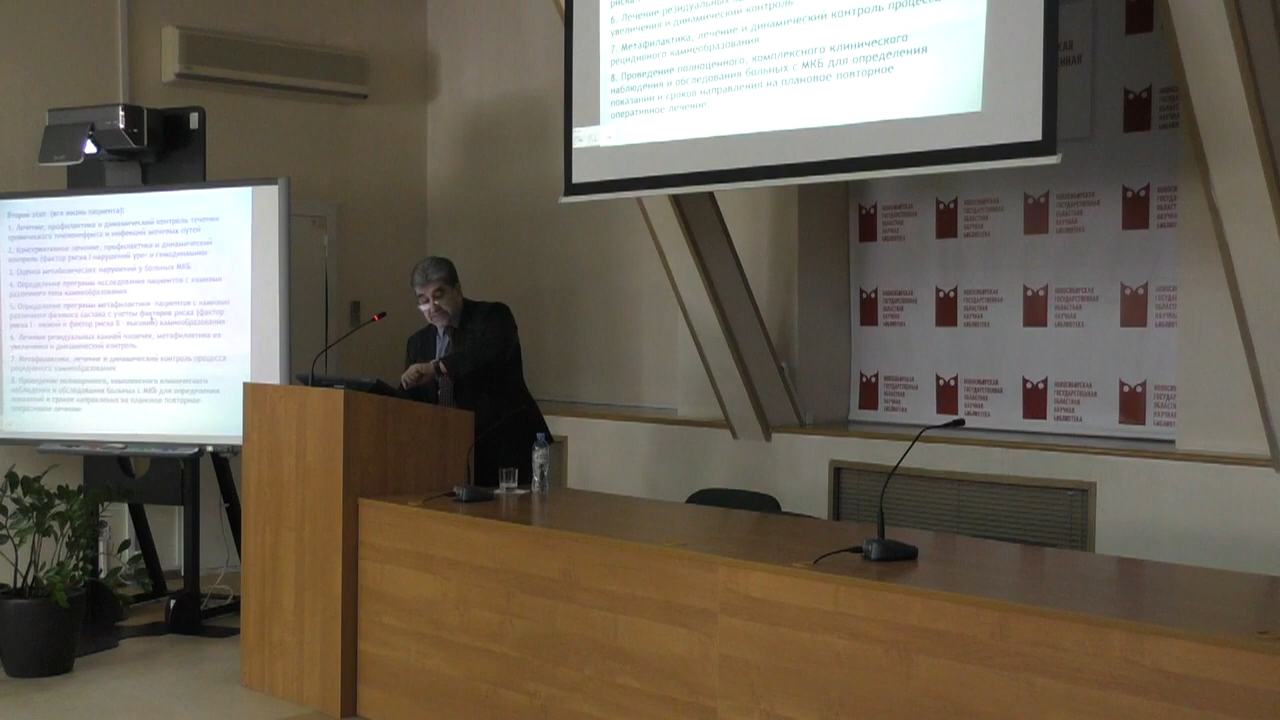 Второй этап: (вся жизнь пациента):
1. Лечение, профилактика и динамический контроль течения
хронического пиелонефрита и инфекций мочевых путей
2. Консервативное лечение, профилактика и динамический
контроль (фактор риска) нарушений уро- и гемодинамики
3. Оценка метаболических нарушений у больных МКБ
4. Определение программ исследования пациентов с камнями
различного типа камнеобразования
5. Определение программ метафилактики пациентов с камнями
различного фазового состава с учетом факторов риска (фактор
риска I - низкий и фактор риска II - высокий) камнеобразования
6. Лечение резидуальных камней почечек, метафилактика их
увеличения и динамический контроль
7. Метафилактика, лечение и динамический контроль процесса
рецидивного камнеобразования
8. Проведение полноценного, комплексного клинического
наблюдения и обследования больных с МКБ для определения
показаний и сроков направления на плановое повторное
оперативное лечение
риска
6. Лечение резидуальных
увеличения и динамический контроль
7. Метафилактика, лечение и динамический контроль процесса
рецидивного камнеобразования
8. Проведение полноценного, комплексного клинического
наблюдения и обследования больных с МКБ для определения
показаний и сроков направления на плановое повторное
оперативное лечение
НОВОСИБИРСКАЯ
ГОСУДАРСТВЕННАЯ
ОБЛАСТНАЯ
НАУЧНАЯ
БИБЛИОТЕКА